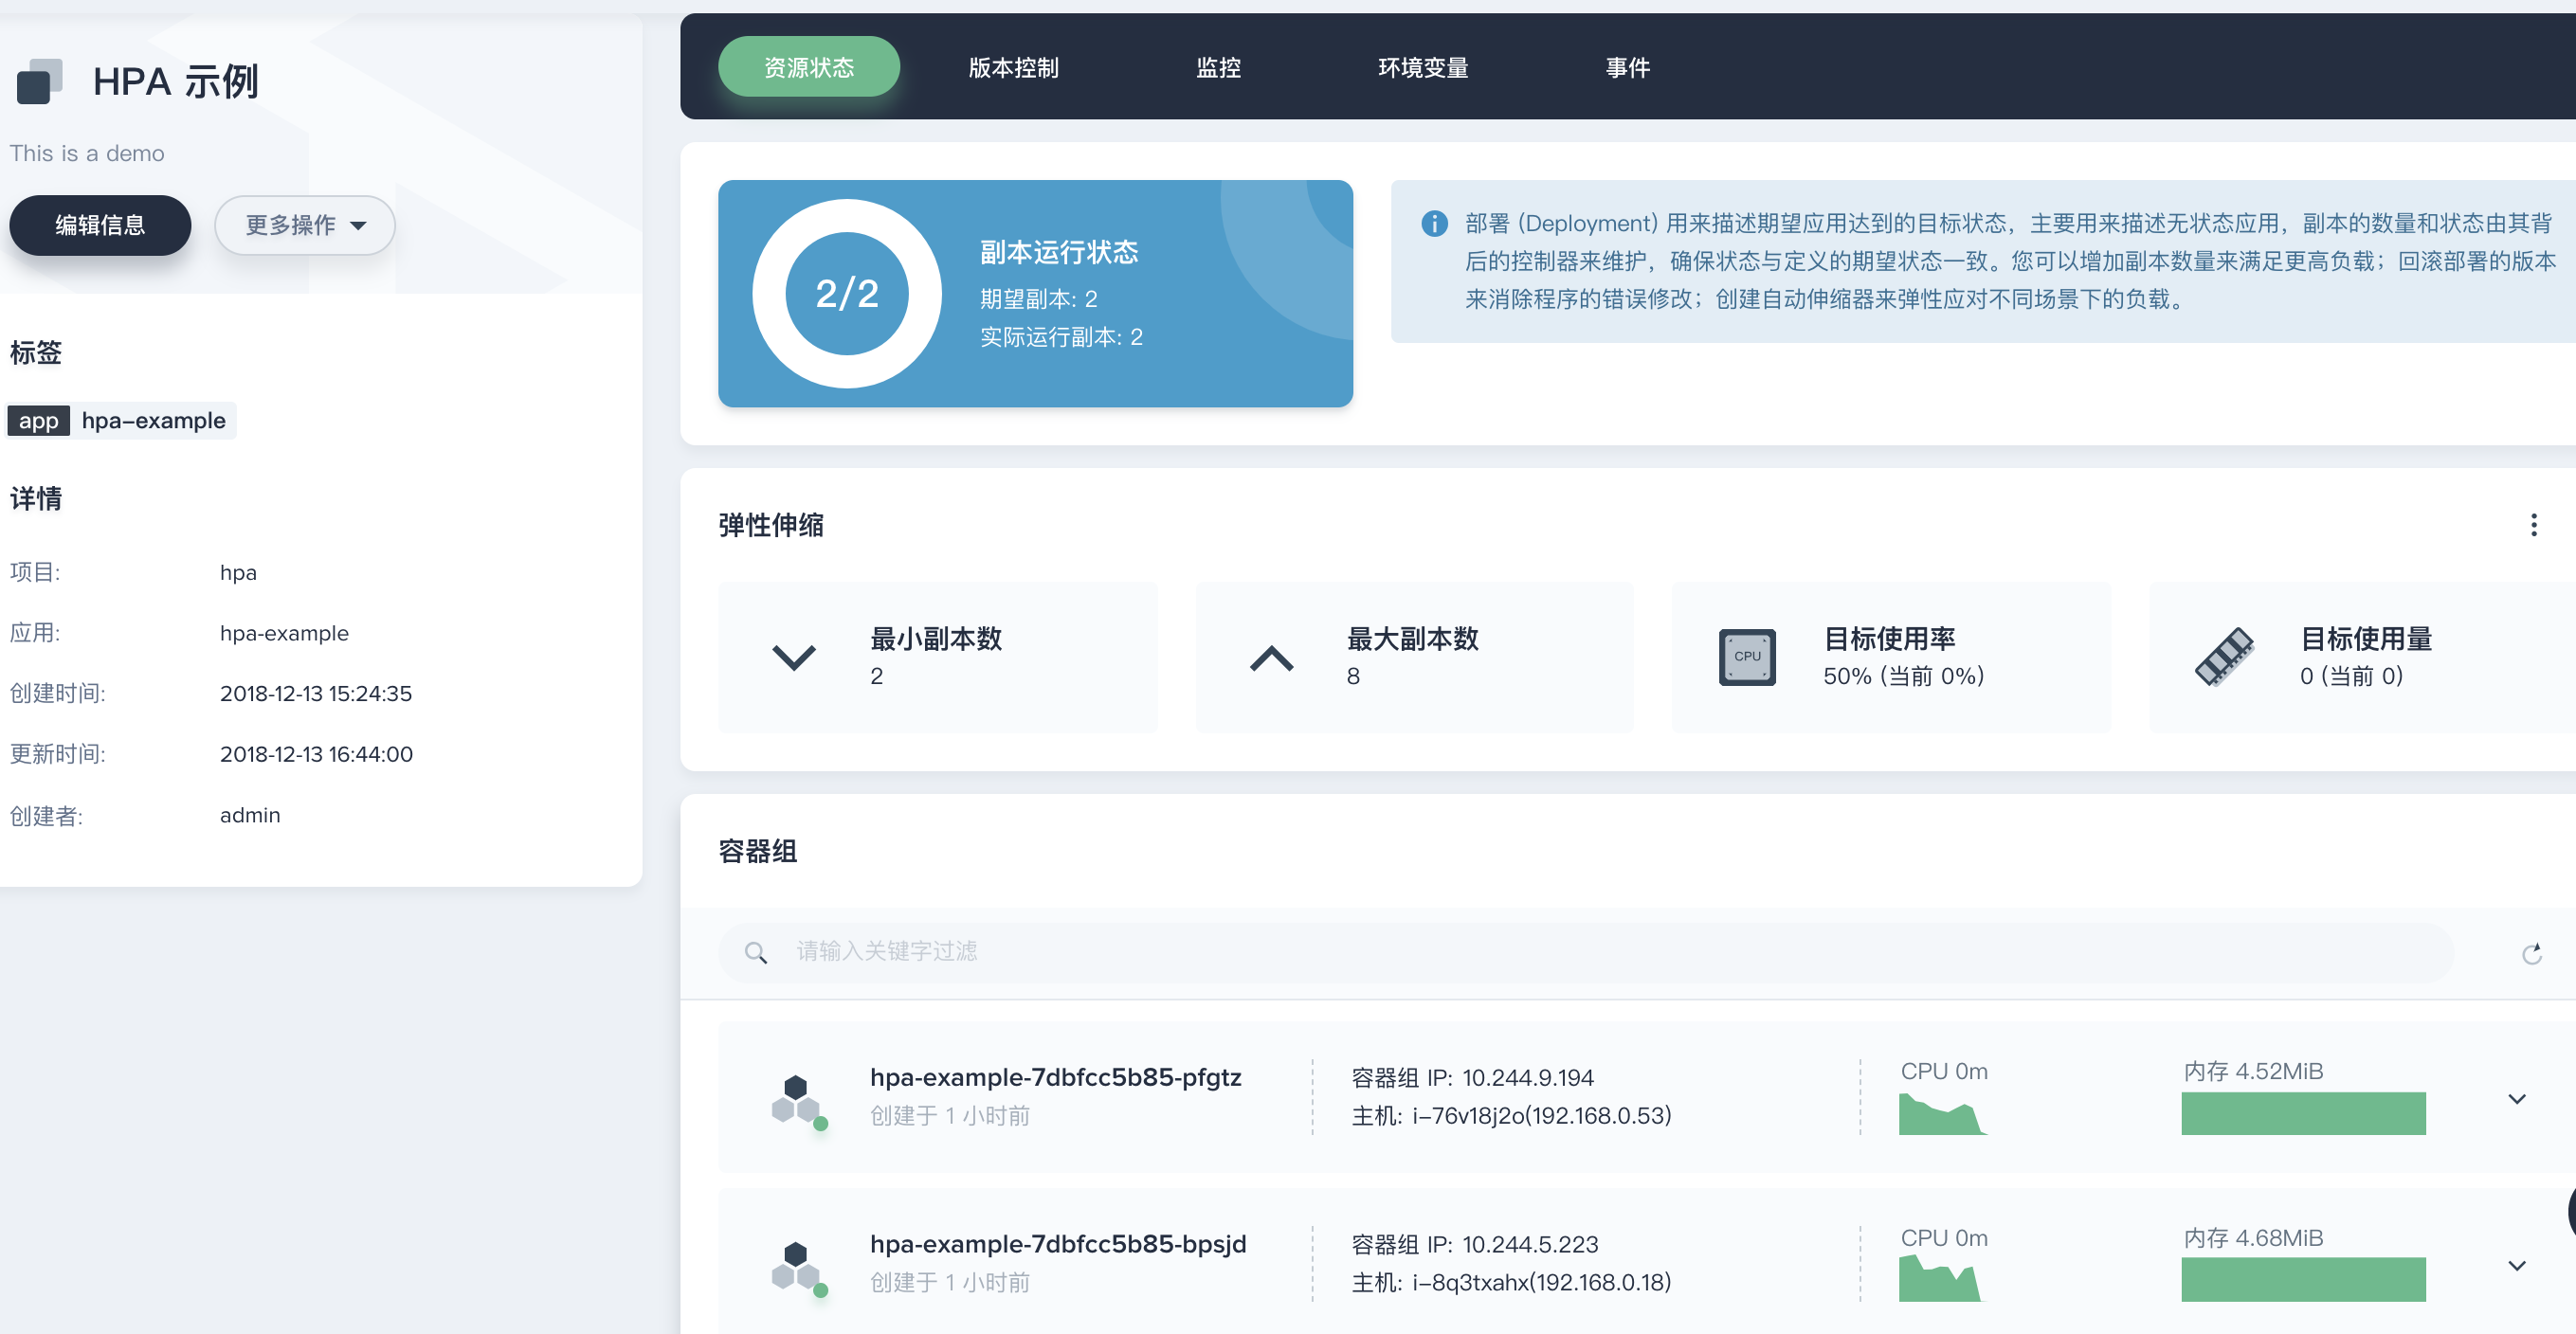 HPA 示例
This is a demo
编辑信息
更多操作
标签
app hpa-example
详情
项目: hpa
应用: hpa-example
创建时间: 2018-12-13 15:24:35
更新时间: 2018-12-13 16:44:00
创建者: admin
资源状态 版本控制 监控 环境变量 事件
2/2
副本运行状态
期望副本: 2
实际运行副本: 2
部署 (Deployment) 用来描述期望应用达到的目标状态，主要用来描述无状态应用，副本的数量和状态由其背
后的控制器来维护，确保状态与定义的期望状态一致。您可以增加副本数量来满足更高负载；回滚部署的版本
来消除程序的错误修改；创建自动伸缩器来弹性应对不同场景下的负载。
弹性伸缩
最小副本数
2
最大副本数
8
CPU
目标使用率
50% (当前 0%)
目标使用量
0 (当前 0)
容器组
请输入关键字过滤
hpa-example-7dbfcc5b85-pfgtz
创建于 1 小时前
容器组 IP: 10.244.9.194
主机: i-76v18j2o(192.168.0.53)
CPU 0m
内存 4.52MiB
hpa-example-7dbfcc5b85-bpsjd
创建于 1 小时前
容器组 IP: 10.244.5.223
主机: i-8q3txahx(192.168.0.18)
CPU 0m
内存 4.68MiB